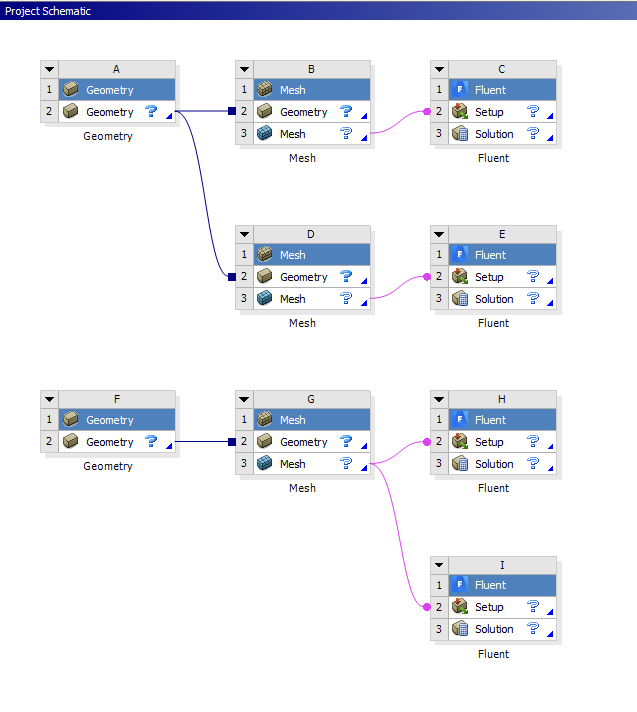 Project Schematic
A B C
1 Geometry 1 Mesh 1 Fluent
2 Geometry ? 2 Geometry ? 2 Setup ?
3 Mesh ? 3 Solution ?
Geometry
Mesh Fluent
D E
1 Mesh 1 Fluent
2 Geometry ? 2 Setup ?
3 Mesh ? 3 Solution ?
Mesh Fluent
F G H
1 Geometry 1 Mesh 1 Fluent
2 Geometry ? 2 Geometry ? 2 Setup ?
3 Mesh ? 3 Solution ?
Geometry
Mesh Fluent
I
1 Fluent
2 Setup ?
3 Solution ?
Fluent